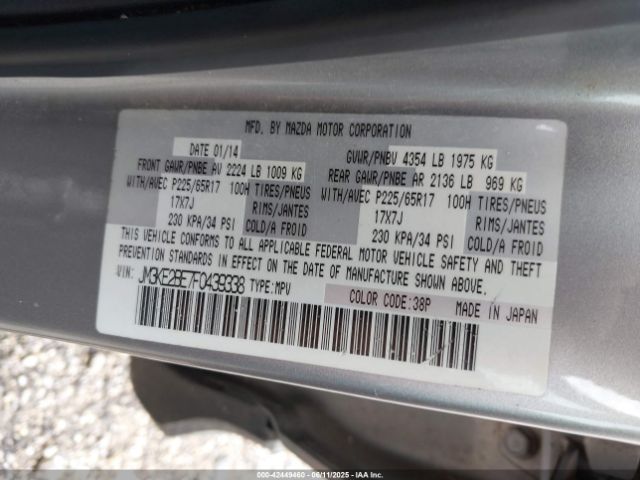 MFD. BY MAZDA MOTOR CORPORATION
DATE 01/14 GVWR/PNBV 4354 LB 1975 KG
FRONT GAWR/PNBE AV 2224 LB 1009 KG REAR GAWR/PNBE AR 2136 LB 969 KG
WITH/AVEC P225/65R17 100H TIRES/PNEUS WITH/AVEC P225/65R17 100H TIRES/PNEUS
17X7J RIMS/JANTES 17X7J RIMS/JANTES
230 KPA/34 PSI COLD/A FROID 230 KPA/34 PSI COLD/A FROID
THIS VEHICLE CONFORMS TO ALL APPLICABLE FEDERAL MOTOR VEHICLE SAFETY AND THEFT
PREVENTION STANDARDS IN EFFECT ON THE DATE OF MANUFACTURE SHOWN ABOVE.
VIN: JM3KE2BE7F0439338 TYPE:MPV
COLOR CODE:38P MADE IN JAPAN
000-42449460 - 06/11/2025 - IAA Inc.